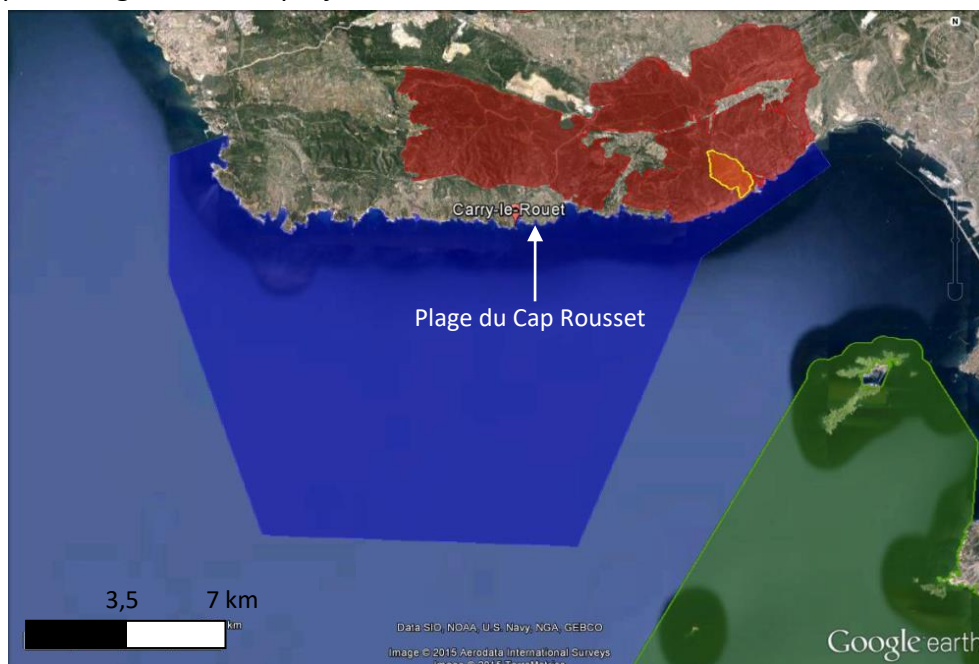 N
Carry-le-Rouet
Plage du Cap Rousset
3,5 7 km
km
Data SIO, NOAA, U.S. Navy, NGA, GEBCO
Image © 2015 Aerodata International Surveys
Google earth